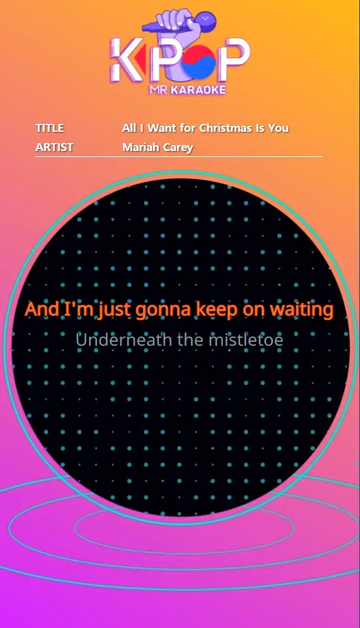 KPOP
MR KARAOKE
TITLE All I Want for Christmas Is You
ARTIST Mariah Carey
And I'm just gonna keep on waiting
Underneath the mistletoe